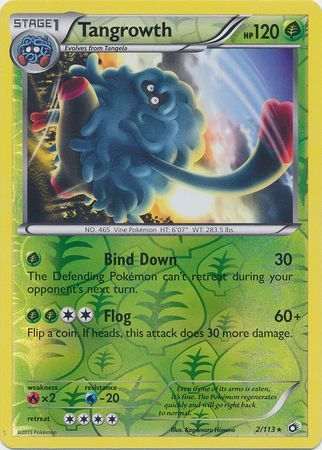 STAGE1 Tangrowth HP120
Evolves from Tangela
NO. 465 Vine Pokémon HT: 6'07" WT: 283.5 lbs.
Bind Down 30
The Defending Pokémon can't retreat during your
opponent's next turn.
Flog 60+
Flip a coin. If heads, this attack does 30 more damage.
weakness resistance
×2 -20
retreat
Even if one of its arms is eaten,
it's fine. The Pokémon regenerates
quickly and will go right back
to normal.
©2013 Pokémon Illus. Kagemaru Himeno 2/113 ★